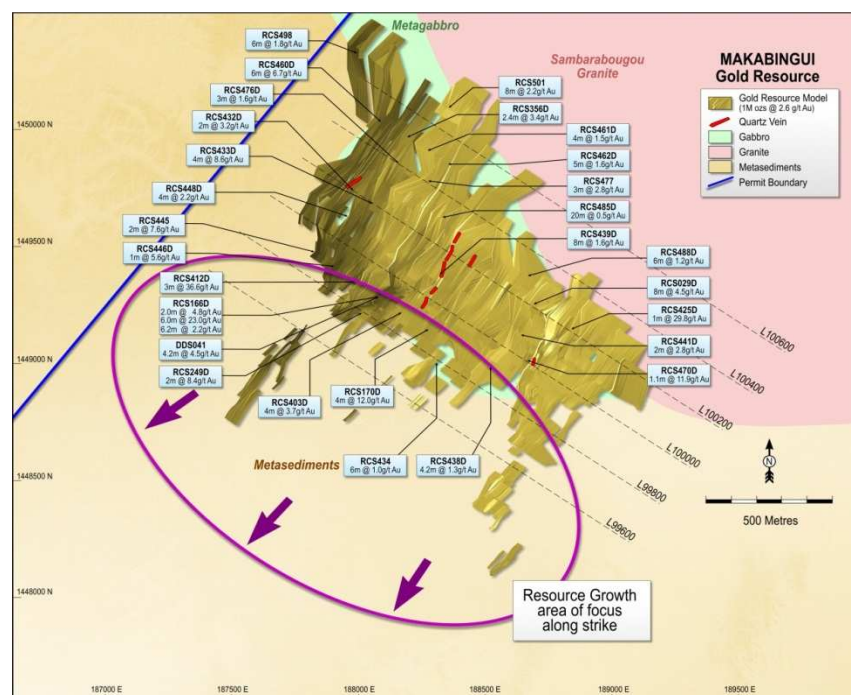 Metagabbro
Sambarabougou
Granite
MAKABINGUI
Gold Resource
Gold Resource Model
(1M ozs @ 2.6 g/t Au)
Quartz Vein
Gabbro
Granite
Metasediments
Permit Boundary
RCS498
6m @ 1.8g/t Au
RCS460D
6m @ 6.7g/t Au
RCS476D
3m @ 1.6g/t Au
RCS432D
2m @ 3.2g/t Au
RCS433D
4m @ 8.6g/t Au
RCS448D
4m @ 2.2g/t Au
RCS445
2m @ 7.6g/t Au
RCS446D
1m @ 5.6g/t Au
RCS412D
3m @ 36.6g/t Au
RCS166D
2.0m @ 4.8g/t Au
6.0m @ 23.0g/t Au
6.2m @ 2.2g/t Au
DDS041
4.2m @ 4.5g/t Au
RCS249D
2m @ 8.4g/t Au
RCS403D
4m @ 3.7g/t Au
RCS170D
4m @ 12.0g/t Au
RCS434
6m @ 1.0g/t Au
RCS438D
4.2m @ 1.3g/t Au
RCS501
8m @ 2.2g/t Au
RCS356D
2.4m @ 3.4g/t Au
RCS461D
4m @ 1.5g/t Au
RCS462D
5m @ 1.6g/t Au
RCS477
3m @ 2.8g/t Au
RCS485D
20m @ 0.5g/t Au
RCS439D
8m @ 1.6g/t Au
RCS488D
6m @ 1.2g/t Au
RCS029D
8m @ 4.5g/t Au
RCS425D
1m @ 29.8g/t Au
RCS441D
2m @ 2.8g/t Au
RCS470D
1.1m @ 11.9g/t Au
L100600
L100400
L100200
L100000
L99800
L99600
Metasediments
N
500 Metres
Resource Growth
area of focus
along strike
1450000 N
1449500 N
1449000 N
1448500 N
1448000 N
187000 E
187500 E
188000 E
188500 E
189000 E
189500 E